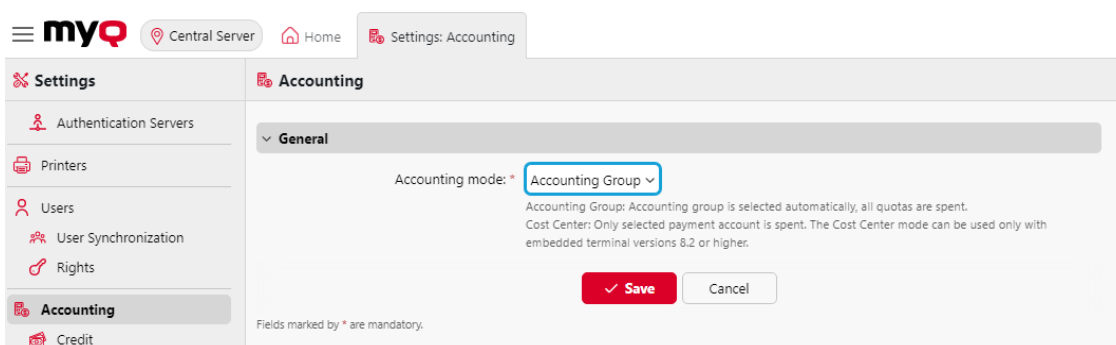 myQ
Central Server
Home
Settings: Accounting
Settings
Authentication Servers
Printers
Users
User Synchronization
Rights
Accounting
Credit
Accounting
General
Accounting mode: * Accounting Group
Accounting Group: Accounting group is selected automatically, all quotas are spent.
Cost Center: Only selected payment account is spent. The Cost Center mode can be used only with
embedded terminal versions 8.2 or higher.
Save
Cancel
Fields marked by * are mandatory.